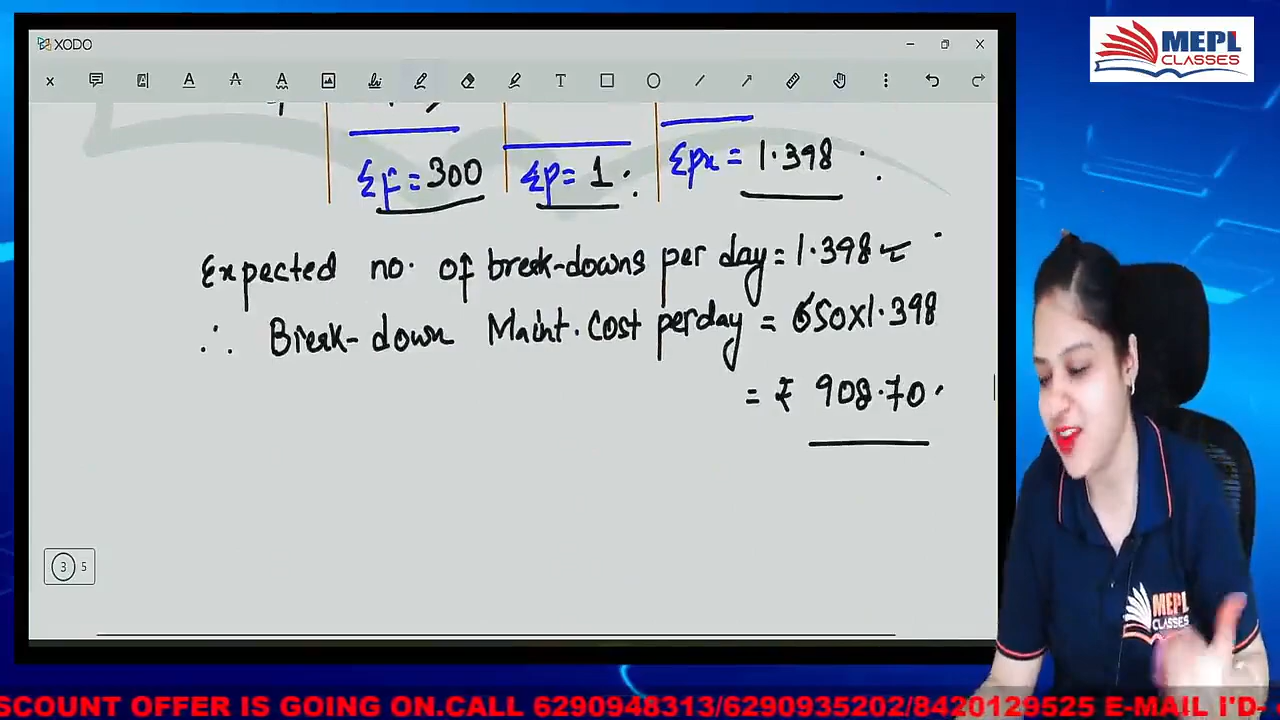 XODO
MEPL
CLASSES
Σf = 300
Σp = 1
Σpx = 1.398
Expected no. of break-downs per day = 1.398
∴ Break-down Maint. Cost per day = 650x1.398
= ₹ 908.70
3 5
MEPL
CLASSES
SCOUNT OFFER IS GOING ON.CALL 6290948313/6290935202/8420129525 E-MAIL I'D-